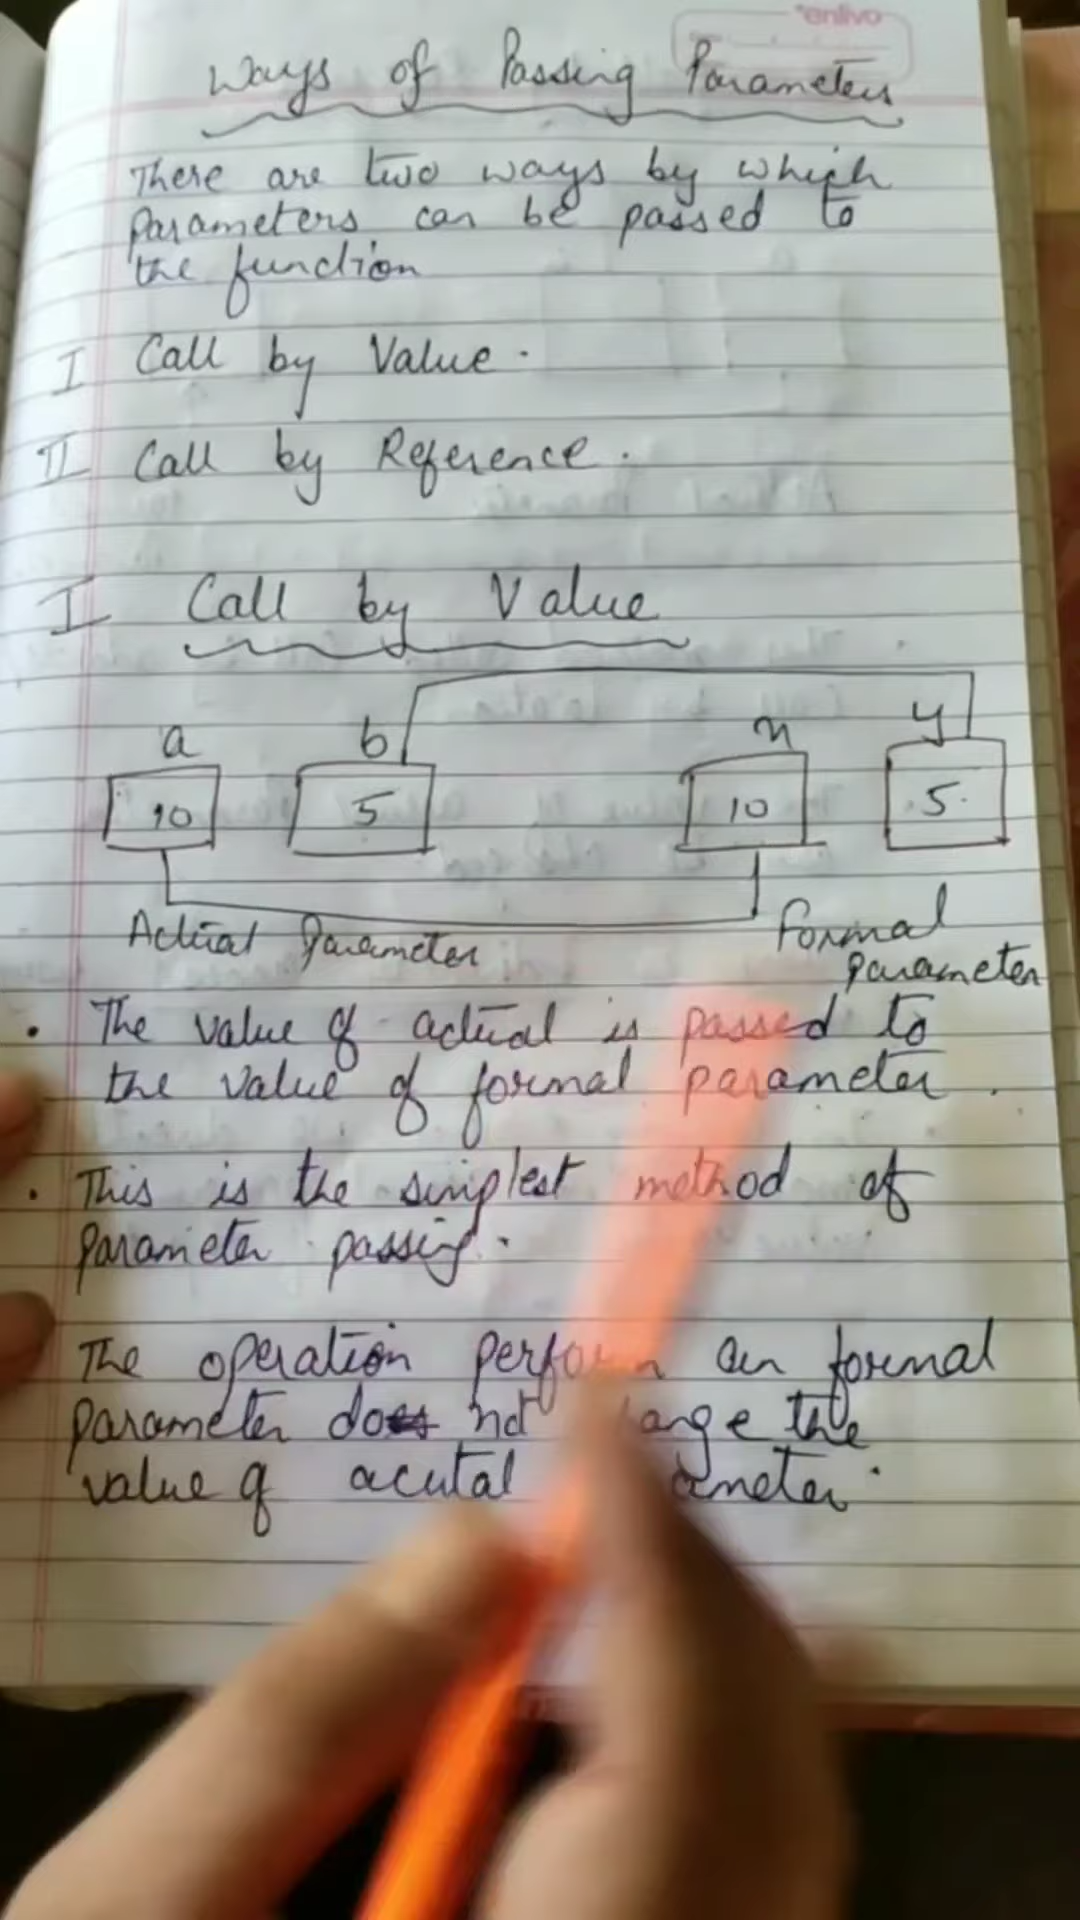 Ways of Passing Parameters
There are two ways by which
Parameters can be passed to
the function
I Call by Value.
II Call by Reference.
I Call by Value
a b x y
10 5 10 5.
Actual Parameter Formal
parameter
• The value of actual is passed to
the value of formal parameter.
• This is the simplest method of
Parameter passing.
The operation perform on formal
parameter does not the
value of acutal